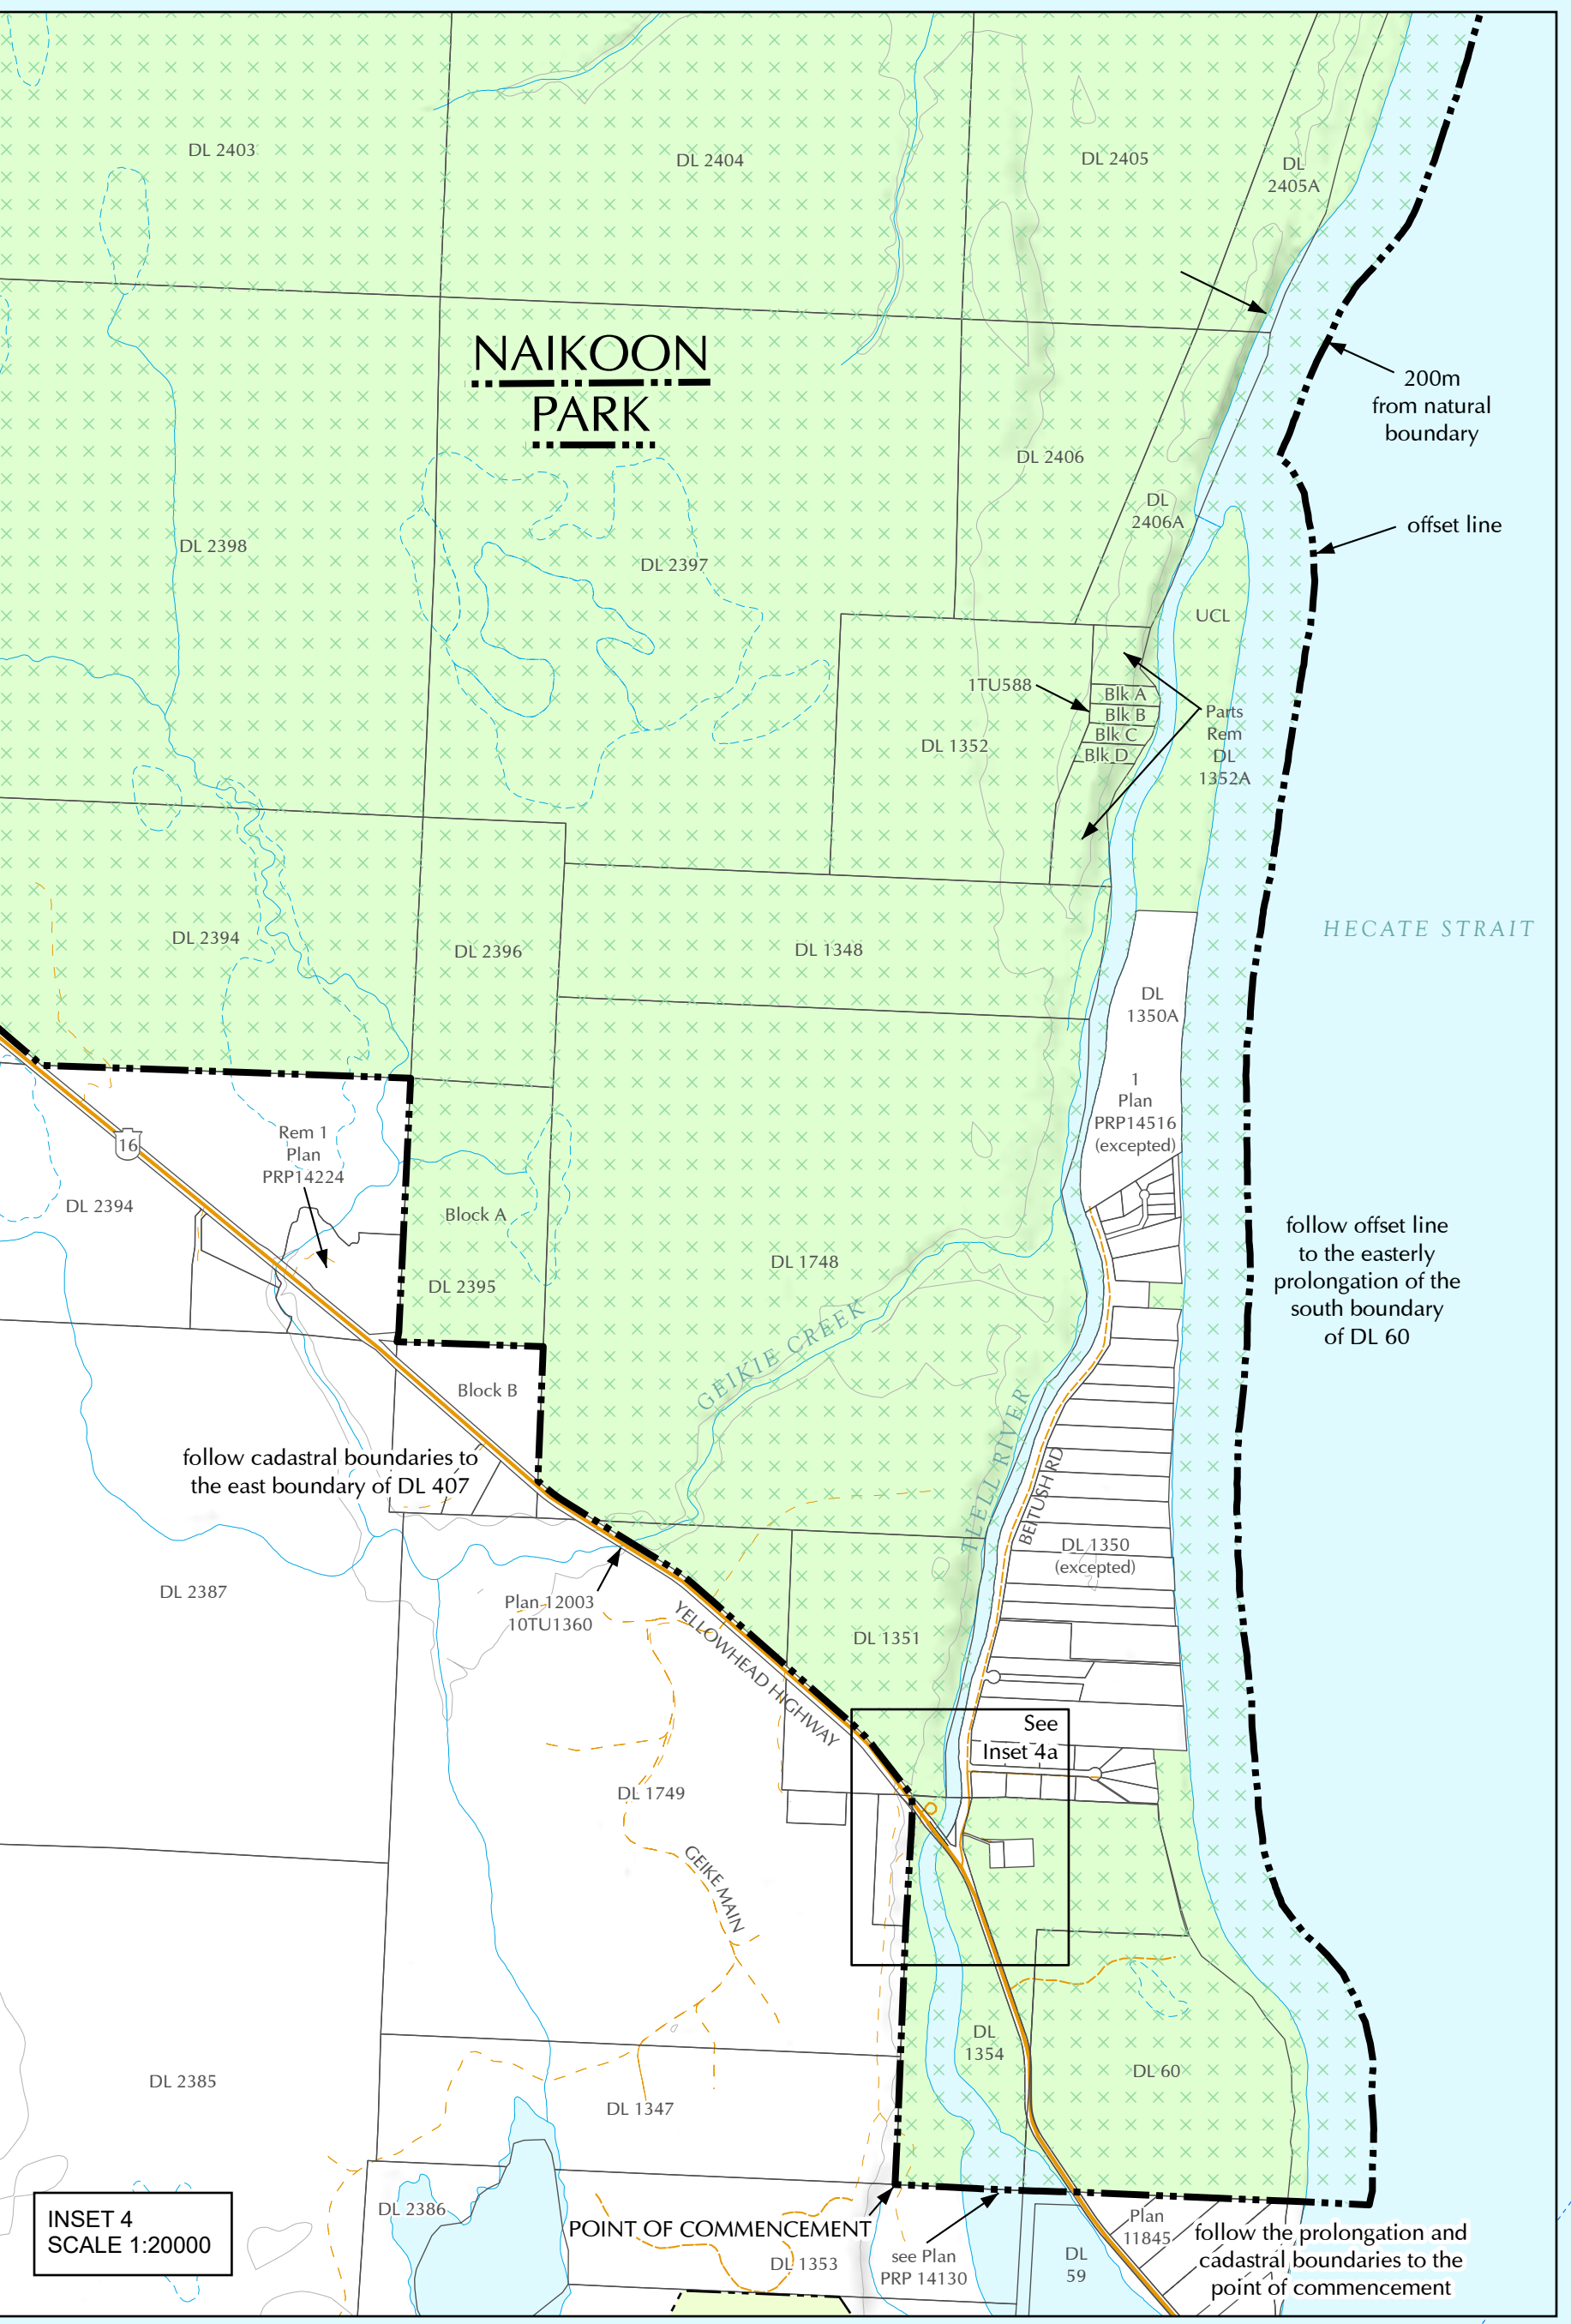 DL 2403
DL 2404
DL 2405
DL
2405A
NAIKOON
PARK
200m
from natural
boundary
DL 2406
DL
2406A
offset line
DL 2398
DL 2397
UCL
1TU588
Blk A
Blk B
Blk C
Blk D
Parts
Rem
DL
1352A
DL 1352
DL 2394
DL 2396
DL 1348
HECATE STRAIT
DL
1350A
1
Plan
PRP14516
(excepted)
16
Rem 1
Plan
PRP14224
DL 2394
Block A
DL 2395
DL 1748
follow offset line
to the easterly
prolongation of the
south boundary
of DL 60
GEIKIE CREEK
Block B
TLELL RIVER
BEITUSH RD
follow cadastral boundaries to
the east boundary of DL 407
DL 1350
(excepted)
DL 2387
Plan 12003
10TU1360
YELLOWHEAD HIGHWAY
DL 1351
See
Inset 4a
DL 1749
GEIKE MAIN
DL
1354
DL 60
DL 2385
DL 1347
DL 2386
INSET 4
SCALE 1:20000
POINT OF COMMENCEMENT
DL 1353
see Plan
PRP 14130
DL
59
Plan
11845
follow the prolongation and
cadastral boundaries to the
point of commencement